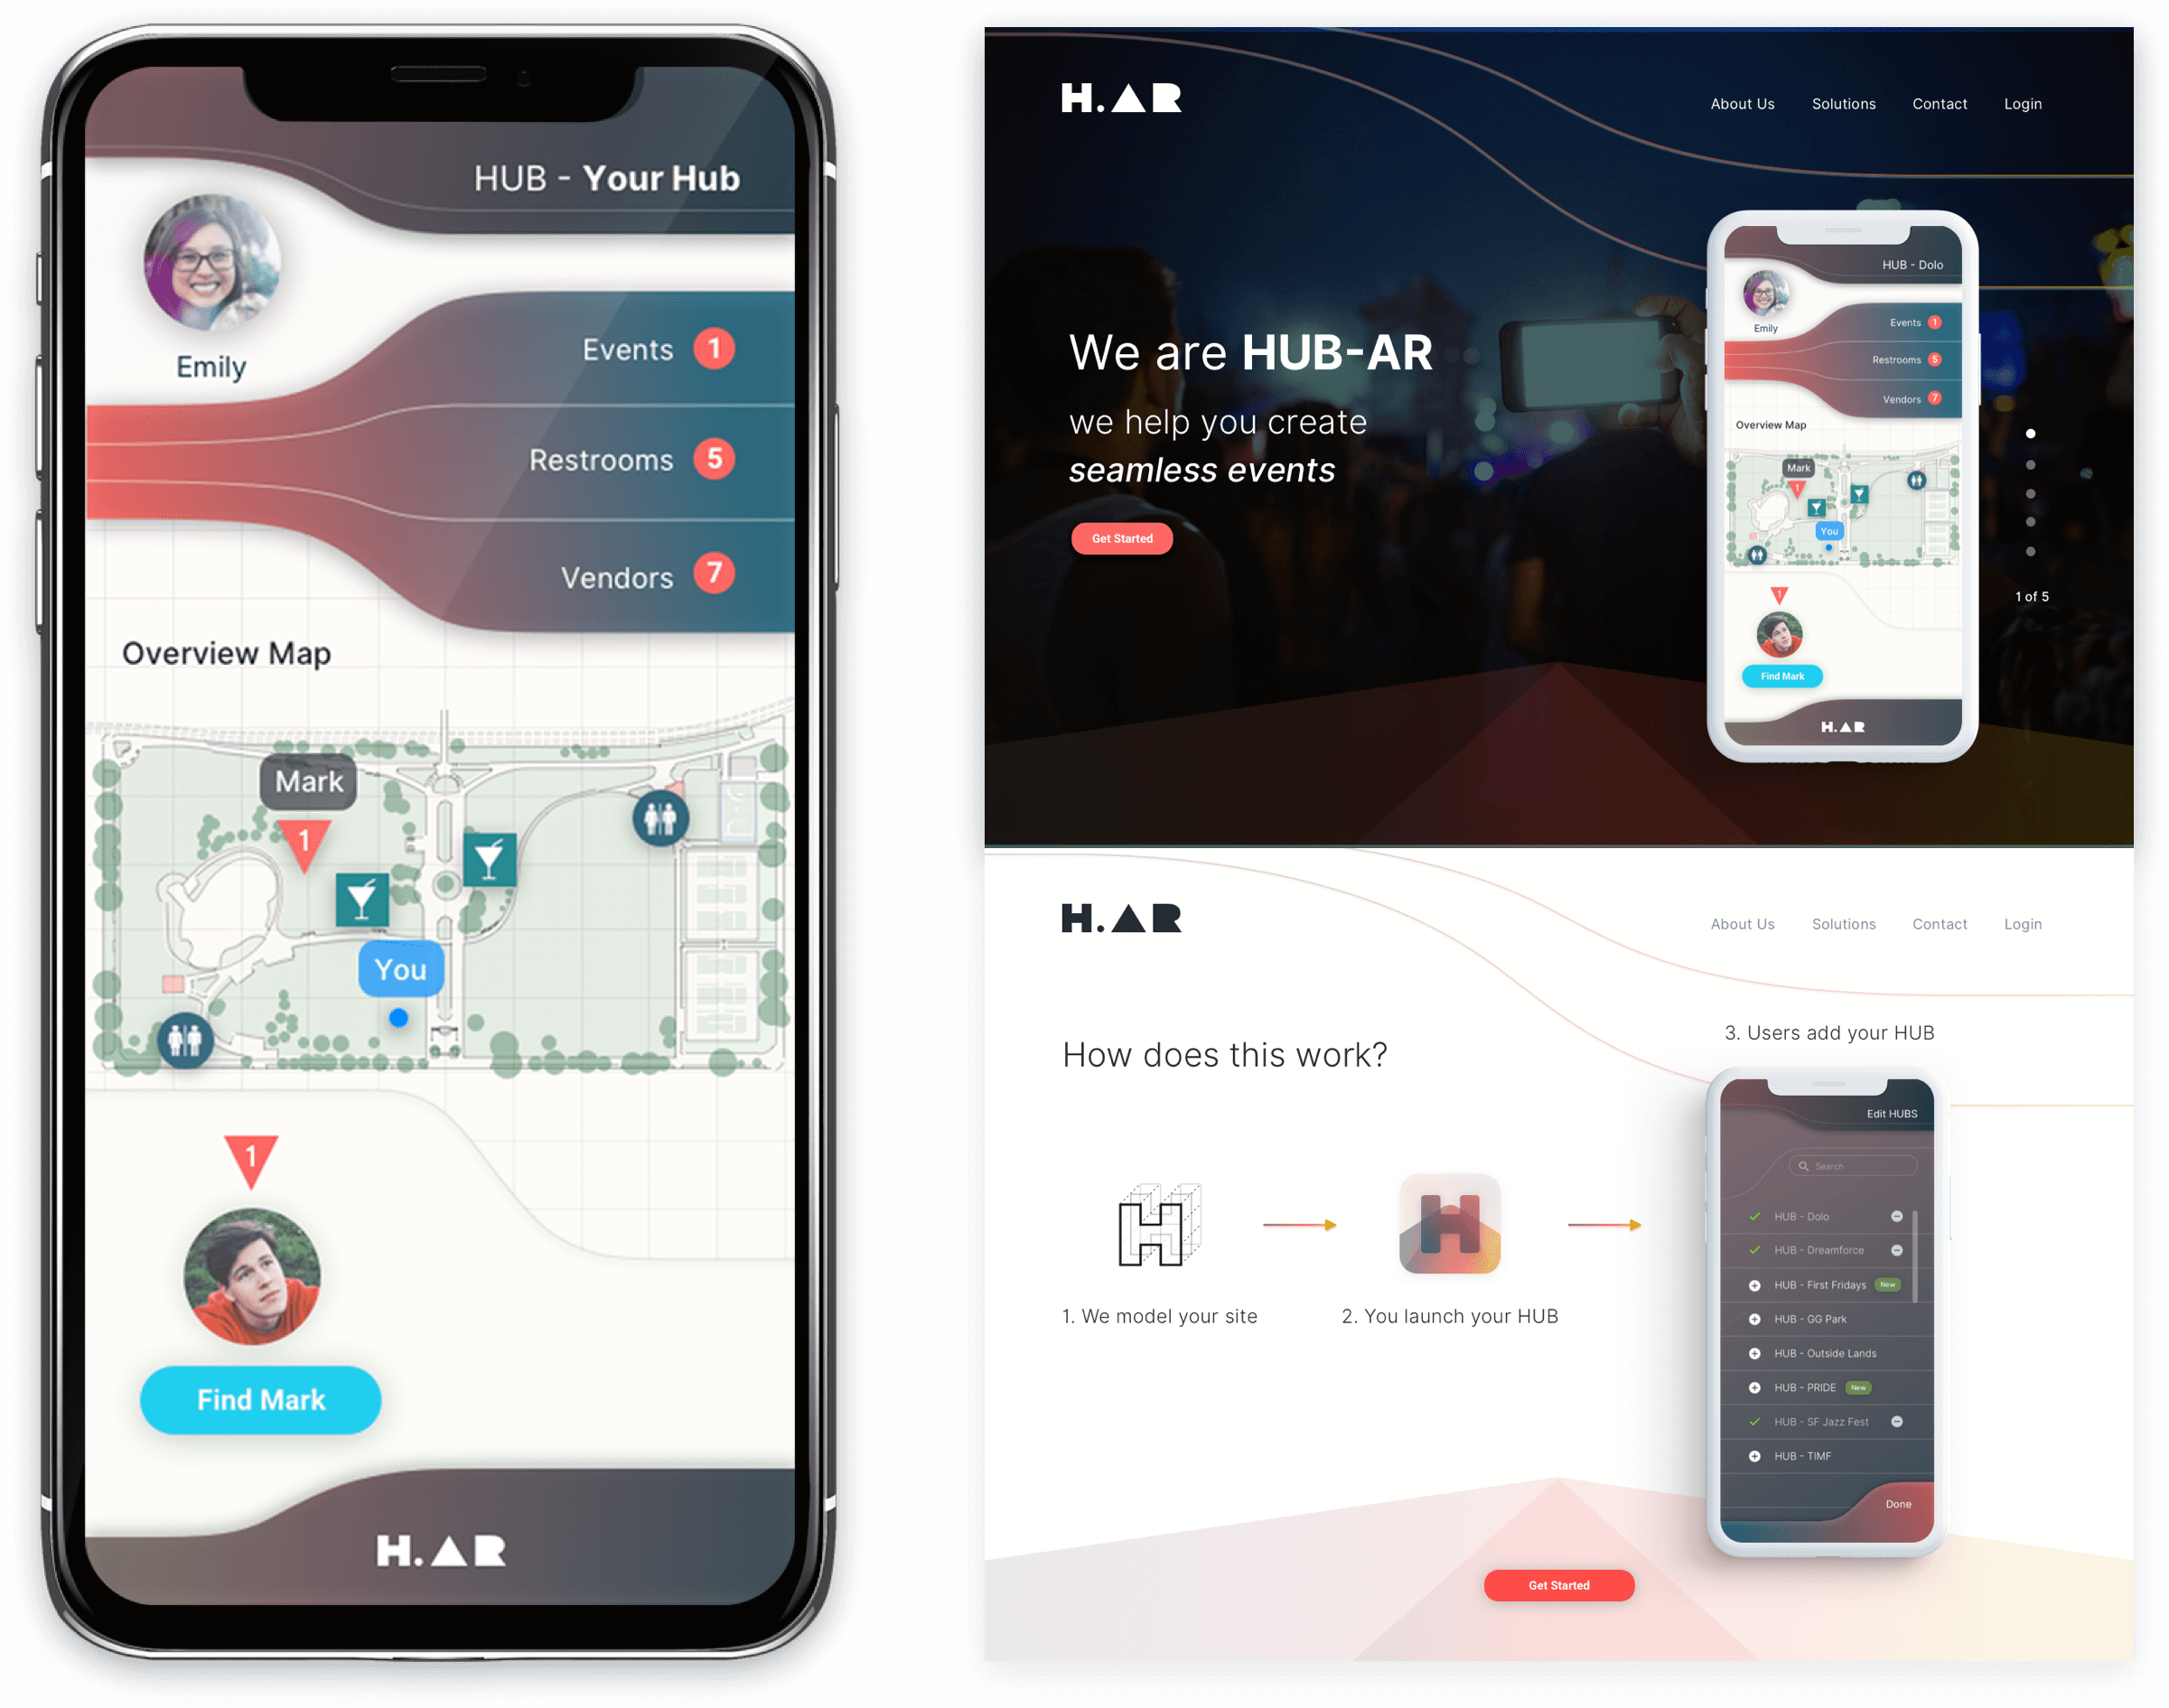 HUB - Your Hub
Emily
Events 1
Restrooms 5
Vendors 7
Overview Map
Mark
1
You
1
Find Mark
H.AR
H.AR
About Us Solutions Contact Login
We are HUB-AR
we help you create
seamless events
Get Started
HUB - Dolo
Emily
Events 1
Restrooms 5
Vendors 7
Overview Map
Mark
1
You
1
Find Mark
H.AR
1 of 5
H.AR
About Us Solutions Contact Login
How does this work?
H
1. We model your site
H
2. You launch your HUB
3. Users add your HUB
Edit HUBS
Search
HUB - Dolo
HUB - Dreamforce
HUB - First Fridays New
HUB - GG Park
HUB - Outside Lands
HUB - PRIDE New
HUB - SF Jazz Fest
HUB - TIMF
Done
Get Started